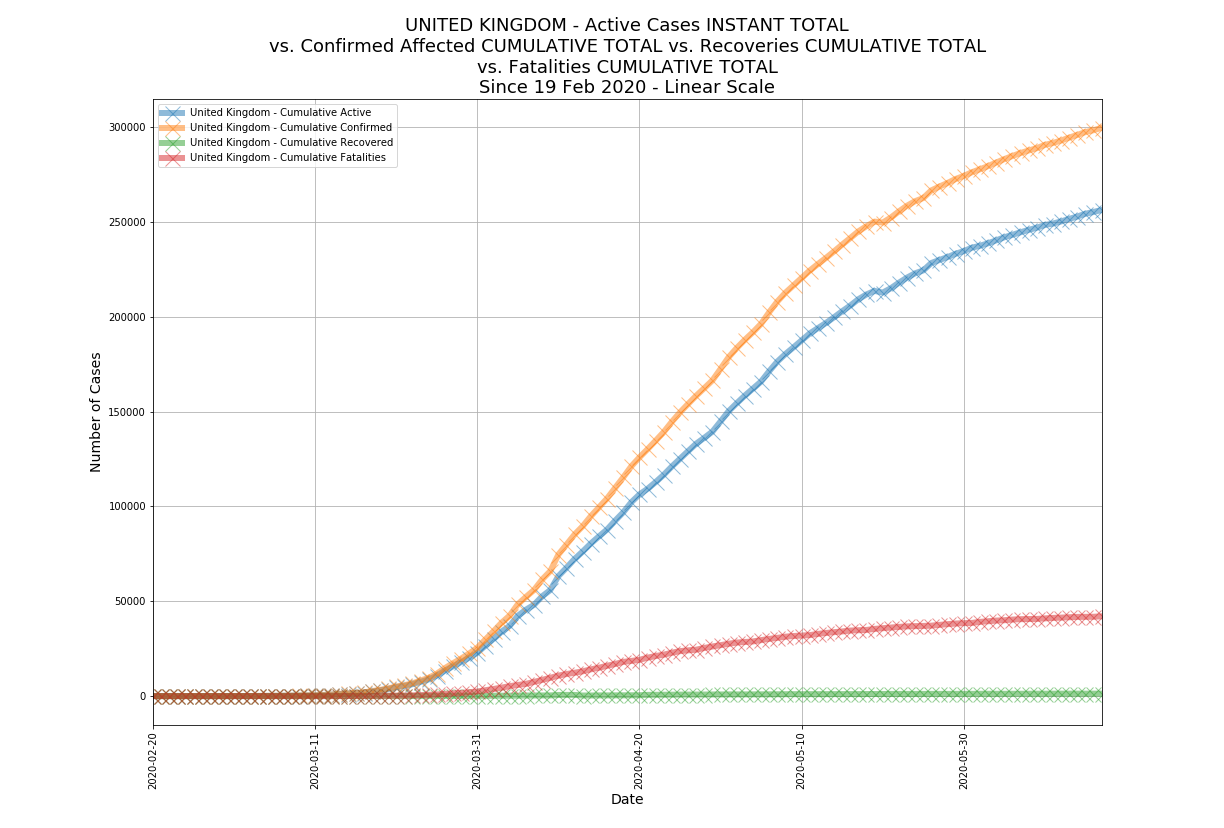 UNITED KINGDOM - Active Cases INSTANT TOTAL
vs. Confirmed Affected CUMULATIVE TOTAL vs. Recoveries CUMULATIVE TOTAL
vs. Fatalities CUMULATIVE TOTAL
Since 19 Feb 2020 - Linear Scale
United Kingdom - Cumulative Active
United Kingdom - Cumulative Confirmed
United Kingdom - Cumulative Recovered
United Kingdom - Cumulative Fatalities
Number of Cases
300000
250000
200000
150000
100000
50000
0
2020-02-20
2020-03-11
2020-03-31
2020-04-20
2020-05-10
2020-05-30
Date